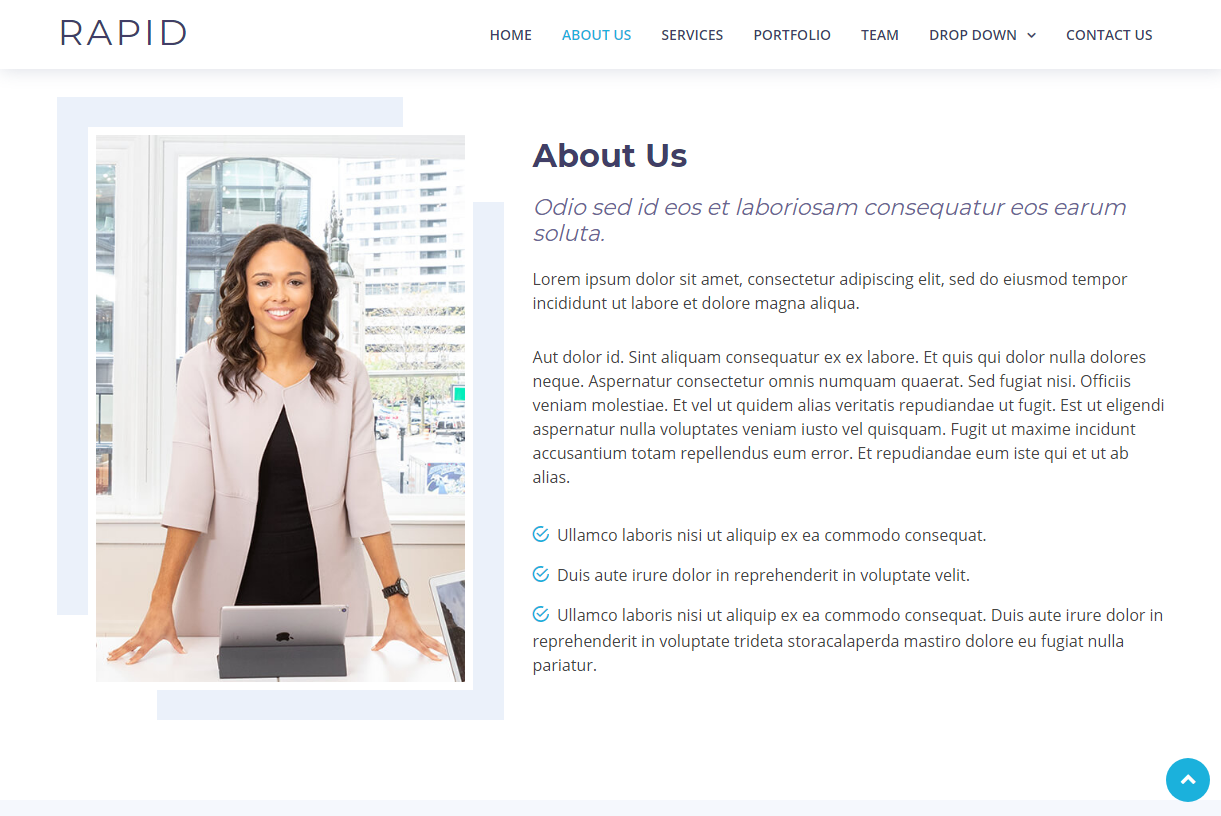 RAPID
HOME ABOUT US SERVICES PORTFOLIO TEAM DROP DOWN CONTACT US
About Us
Odio sed id eos et laboriosam consequatur eos earum
soluta.
Lorem ipsum dolor sit amet, consectetur adipiscing elit, sed do eiusmod tempor
incididunt ut labore et dolore magna aliqua.
Aut dolor id. Sint aliquam consequatur ex ex labore. Et quis qui dolor nulla dolores
neque. Aspernatur consectetur omnis numquam quaerat. Sed fugiat nisi. Officiis
veniam molestiae. Et vel ut quidem alias veritatis repudiandae ut fugit. Est ut eligendi
aspernatur nulla voluptates veniam iusto vel quisquam. Fugit ut maxime incidunt
accusantium totam repellendus eum error. Et repudiandae eum iste qui et ut ab
alias.
Ullamco laboris nisi ut aliquip ex ea commodo consequat.
Duis aute irure dolor in reprehenderit in voluptate velit.
Ullamco laboris nisi ut aliquip ex ea commodo consequat. Duis aute irure dolor in
reprehenderit in voluptate trideta storacalaperda mastiro dolore eu fugiat nulla
pariatur.